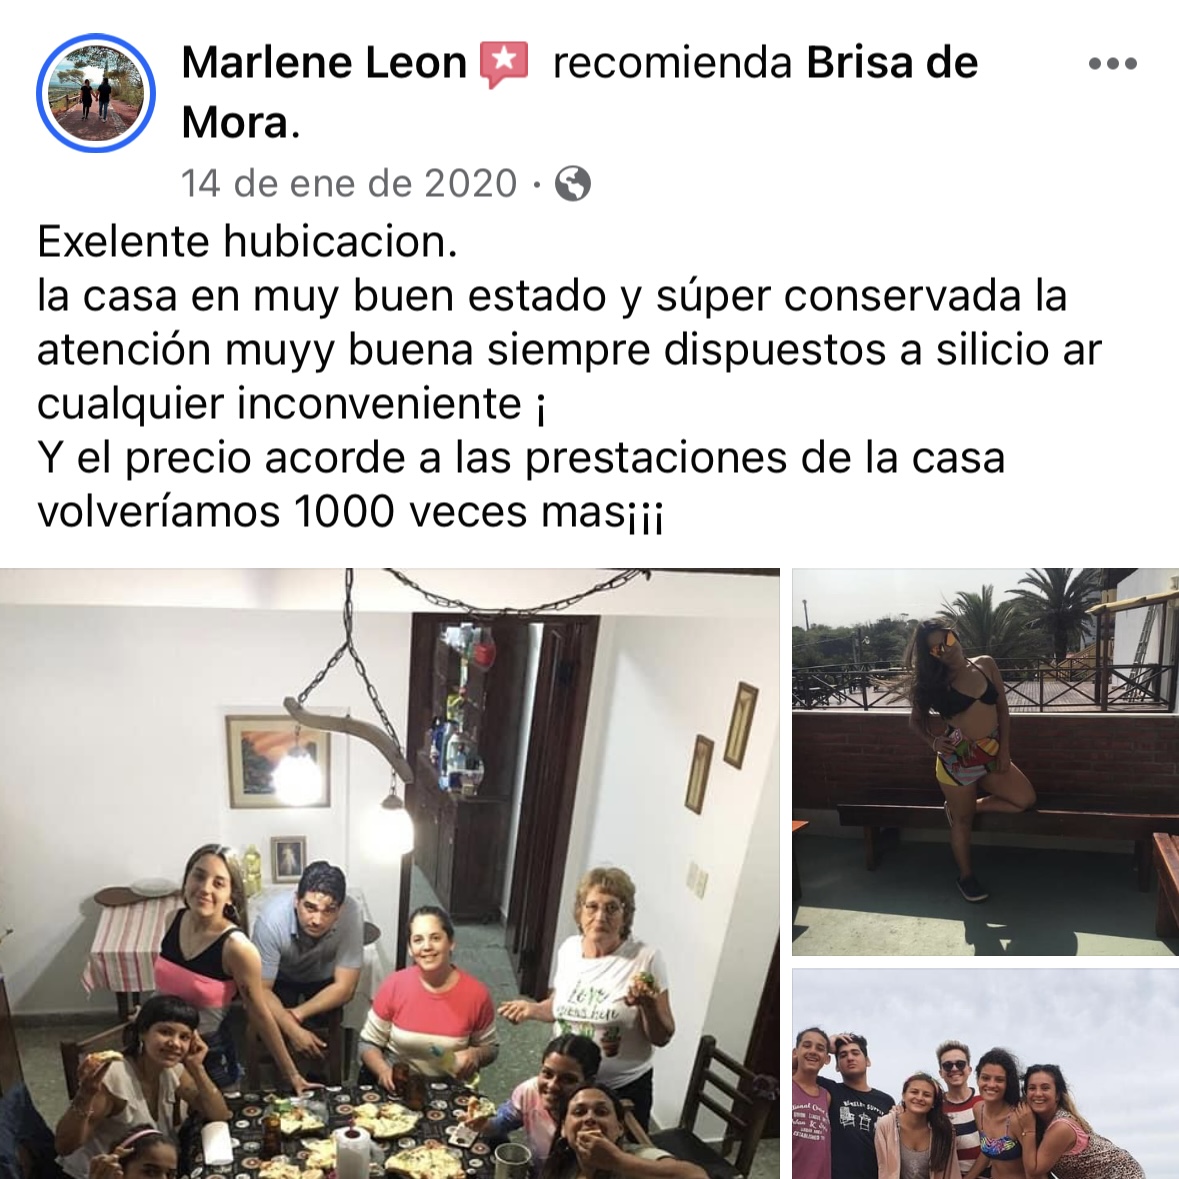 Marlene Leon recomienda Brisa de
Mora.
14 de ene de 2020 ·
Exelente hubicacion.
la casa en muy buen estado y súper conservada la
atención muyy buena siempre dispuestos a silicio ar
cualquier inconveniente ¡
Y el precio acorde a las prestaciones de la casa
volveríamos 1000 veces mas¡¡¡